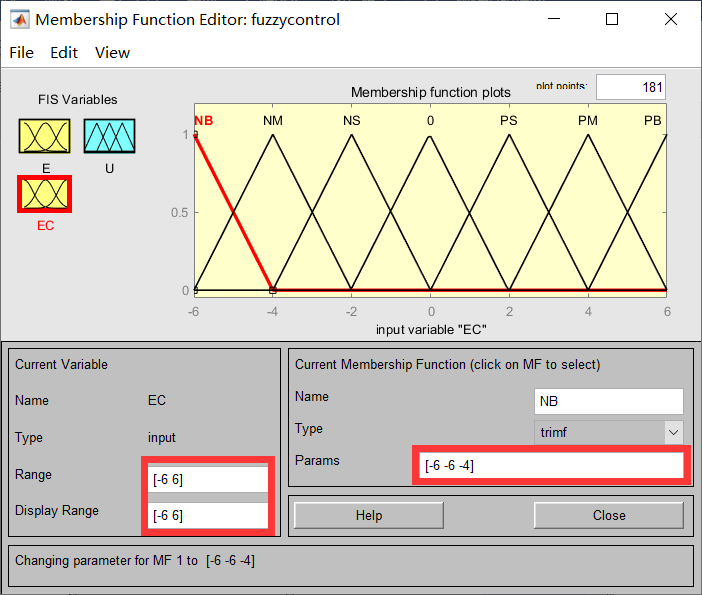 Membership Function Editor: fuzzycontrol
File Edit View
FIS Variables
E U
EC
Membership function plots
plot points: 181
NB NM NS 0 PS PM PB
1
0.5
0
-6 -4 -2 0 2 4 6
input variable "EC"
Current Variable
Name EC
Type input
Range [-6 6]
Display Range [-6 6]
Current Membership Function (click on MF to select)
Name NB
Type trimf
Params [-6 -6 -4]
Help Close
Changing parameter for MF 1 to [-6 -6 -4]